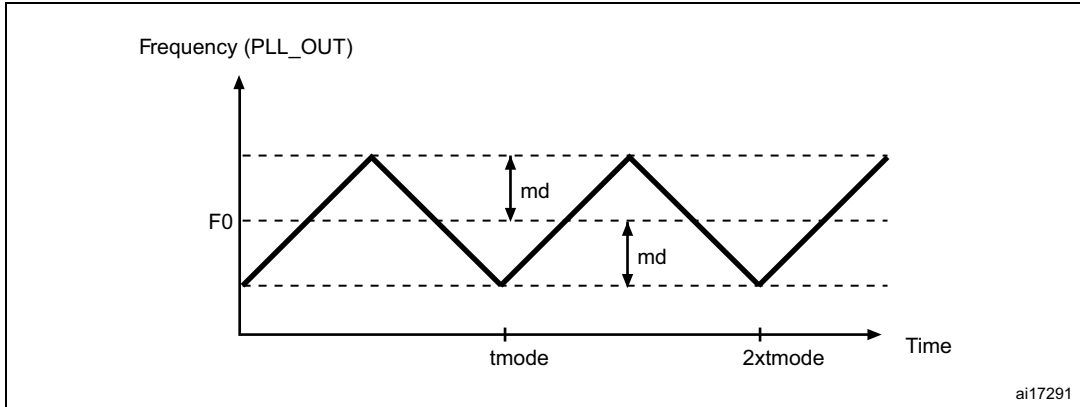 Frequency (PLL_OUT)
md
F0
md
tmode
2xtmode
Time
ai17291